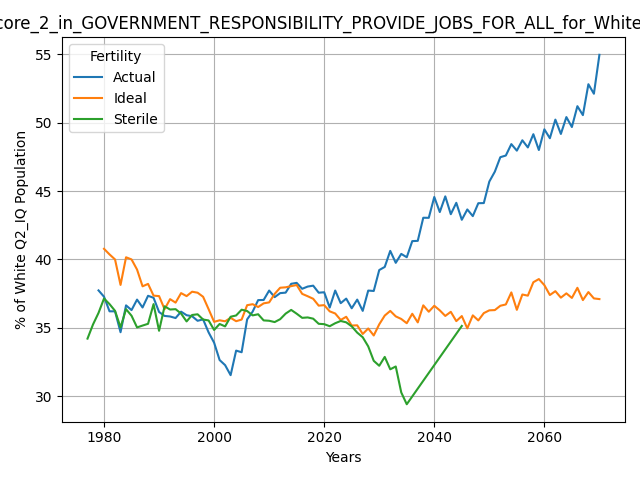 core_2_in_GOVERNMENT_RESPONSIBILITY_PROVIDE_JOBS_FOR_ALL_for_White
Fertility
Actual
Ideal
Sterile
% of White Q2_IQ Population
55
50
45
40
35
30
1980
2000
2020
2040
2060
Years